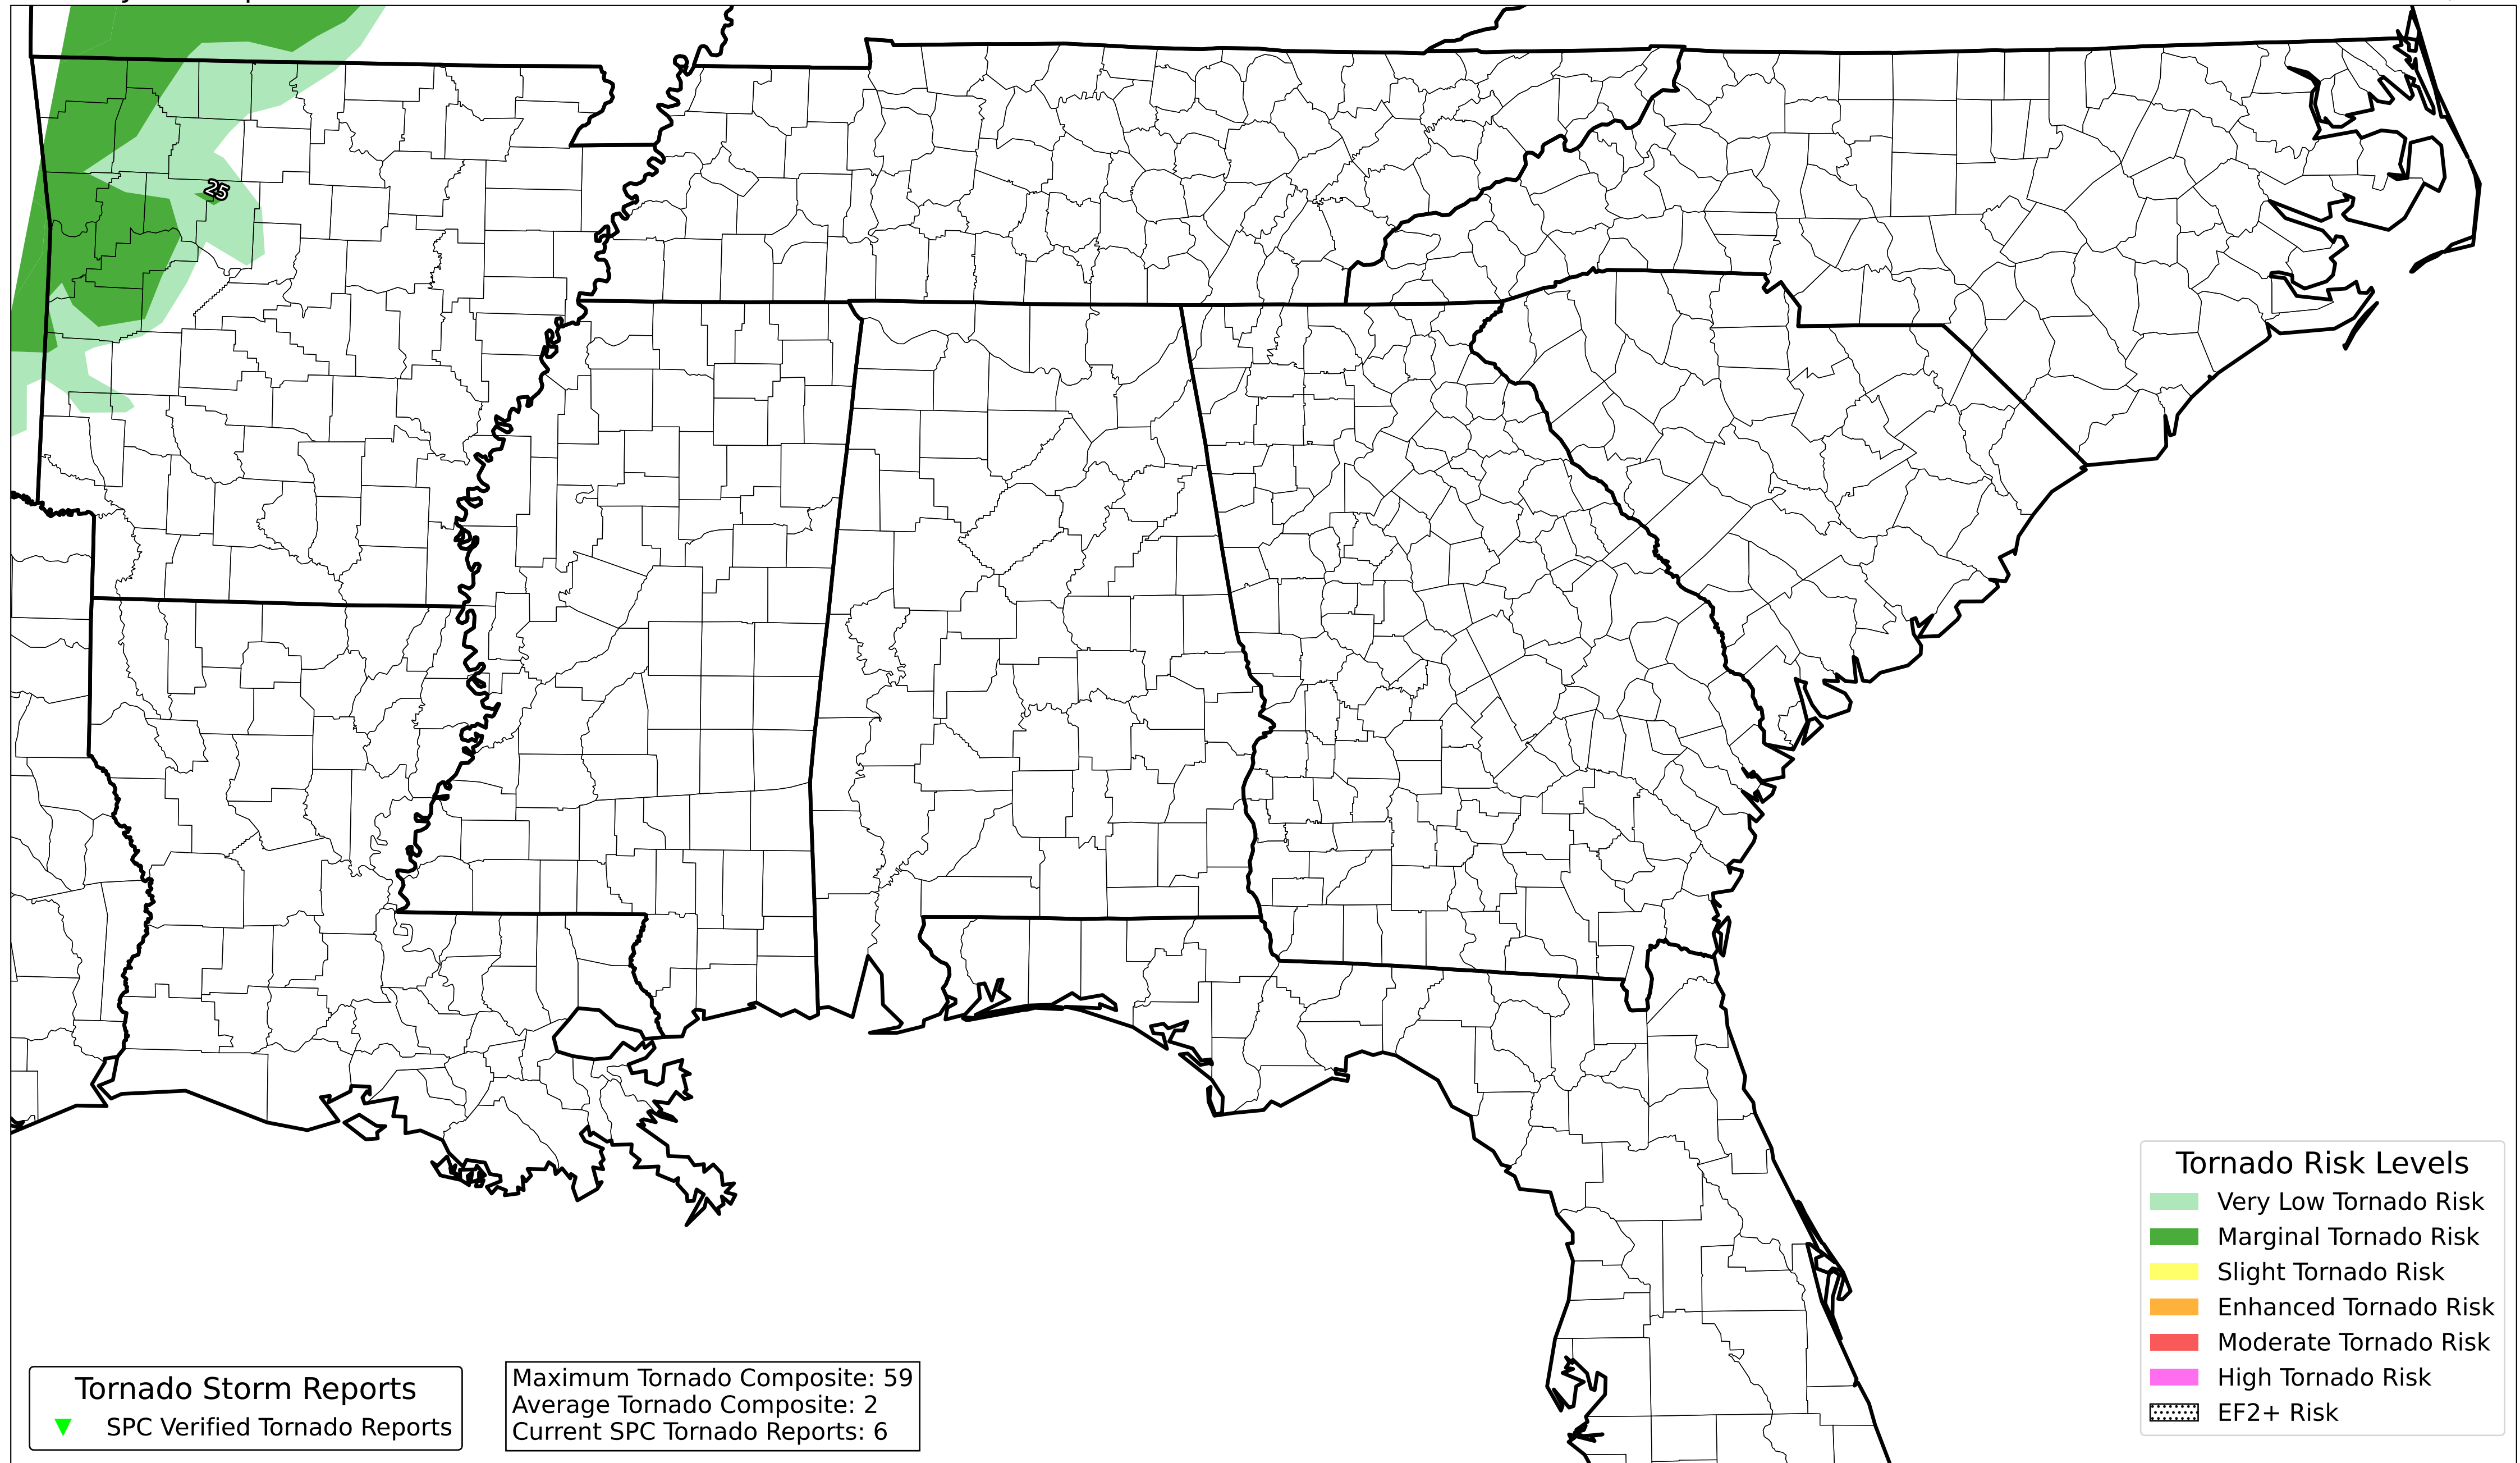 25
Tornado Risk Levels
Very Low Tornado Risk
Marginal Tornado Risk
Slight Tornado Risk
Enhanced Tornado Risk
Moderate Tornado Risk
High Tornado Risk
EF2+ Risk
Tornado Storm Reports
SPC Verified Tornado Reports
Maximum Tornado Composite: 59
Average Tornado Composite: 2
Current SPC Tornado Reports: 6